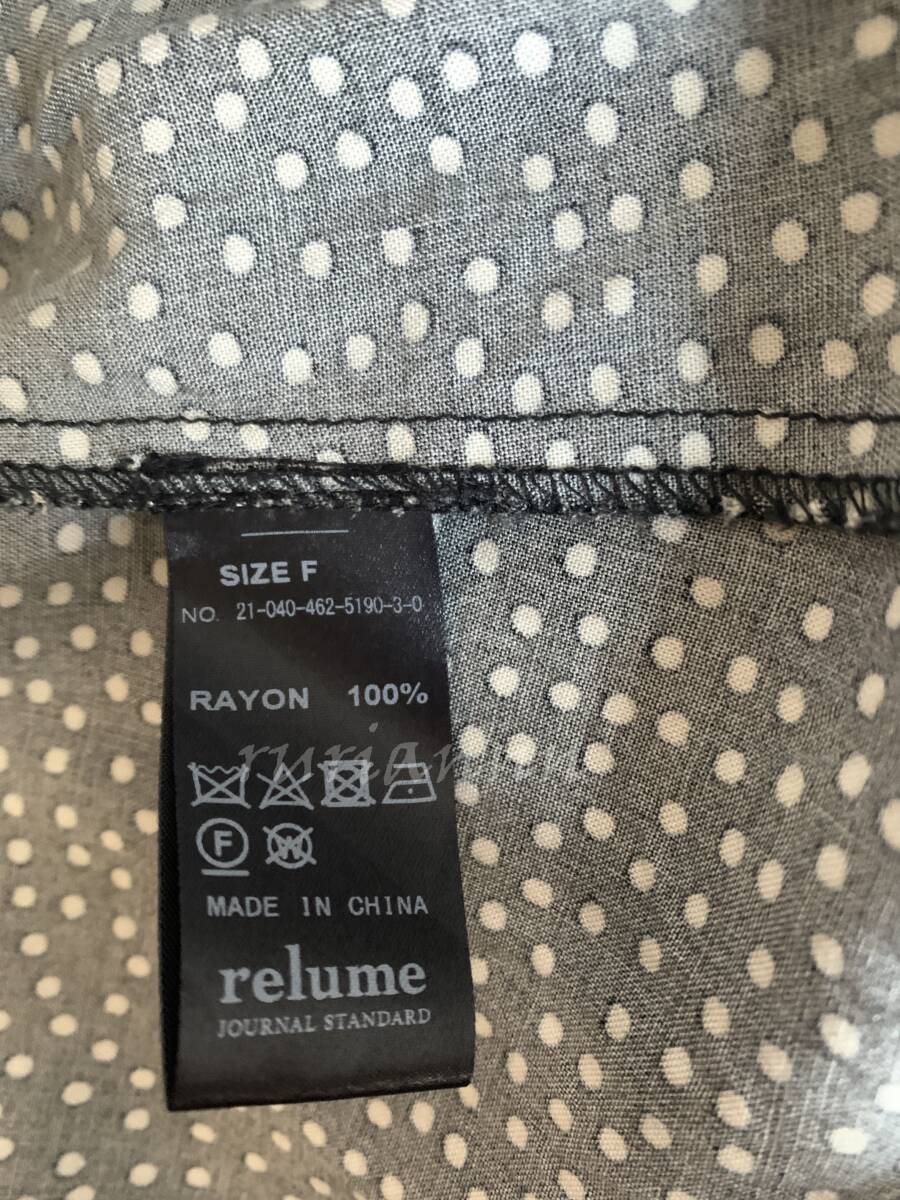 SIZE F
NO. 21-040-462-5190-3-0
RAYON 100%
F W
MADE IN CHINA
relume
JOURNAL STANDARD